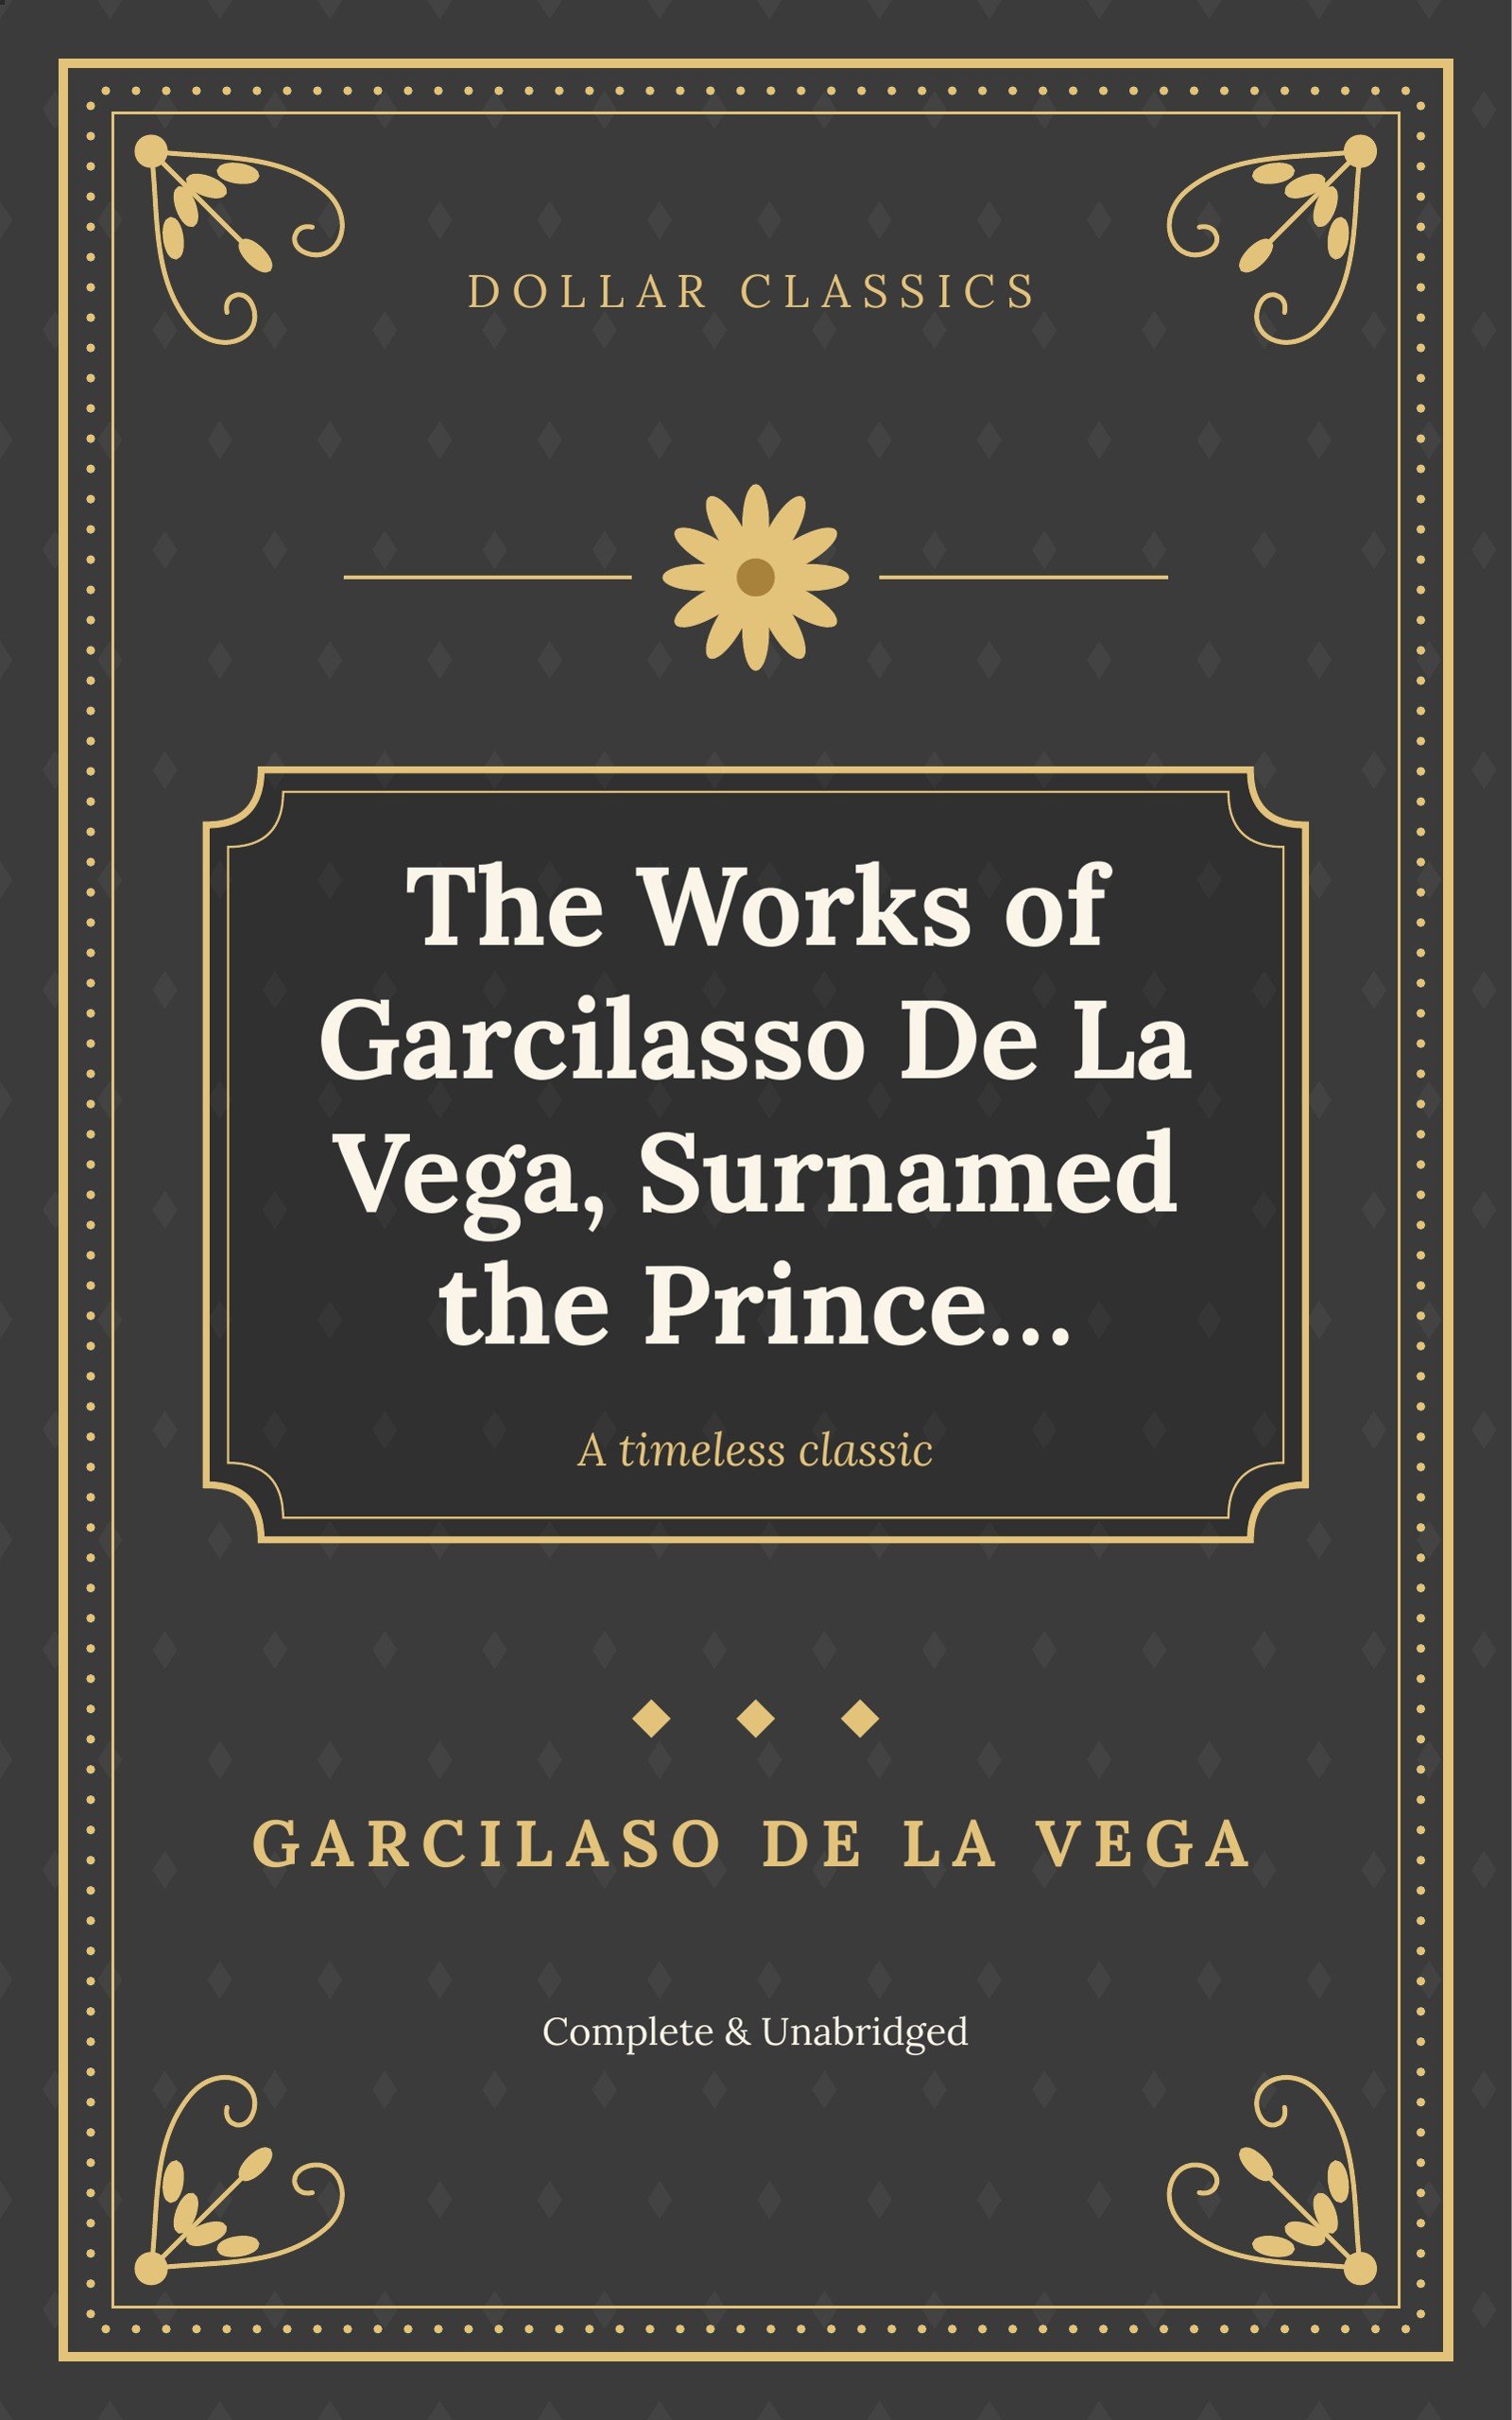 DOLLAR CLASSICS
The Works of
Garcilasso De La
Vega, Surnamed
the Prince...
A timeless classic
GARCILASO DE LA VEGA
Complete & Unabridged